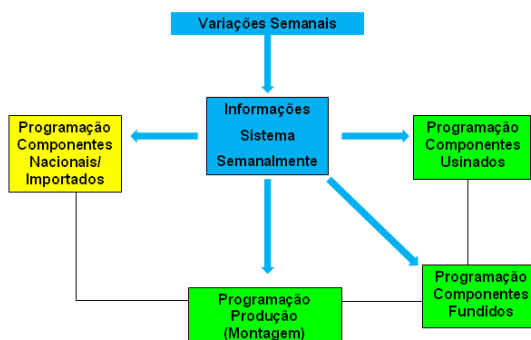 Variações Semanais
Informações
Sistema
Semanalmente
Programação
Componentes
Nacionais/
Importados
Programação
Componentes
Usinados
Programação
Componentes
Fundidos
Programação
Produção
(Montagem)